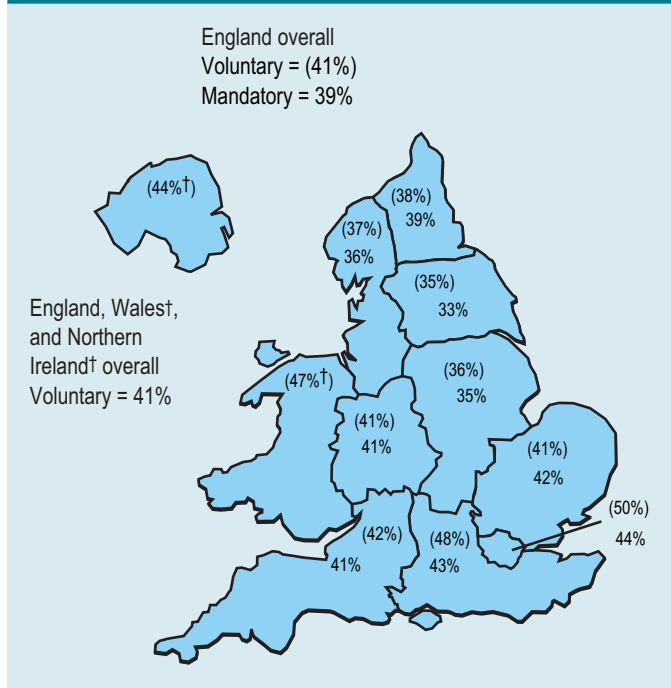 England overall
Voluntary = (41%)
Mandatory = 39%
(44%†)
(38%)
39%
(37%)
36%
(35%)
33%
England, Wales†,
and Northern
Ireland† overall
Voluntary = 41%
(47%†)
(36%)
35%
(41%)
41%
(41%)
42%
(50%)
44%
(42%)
41%
(48%)
43%